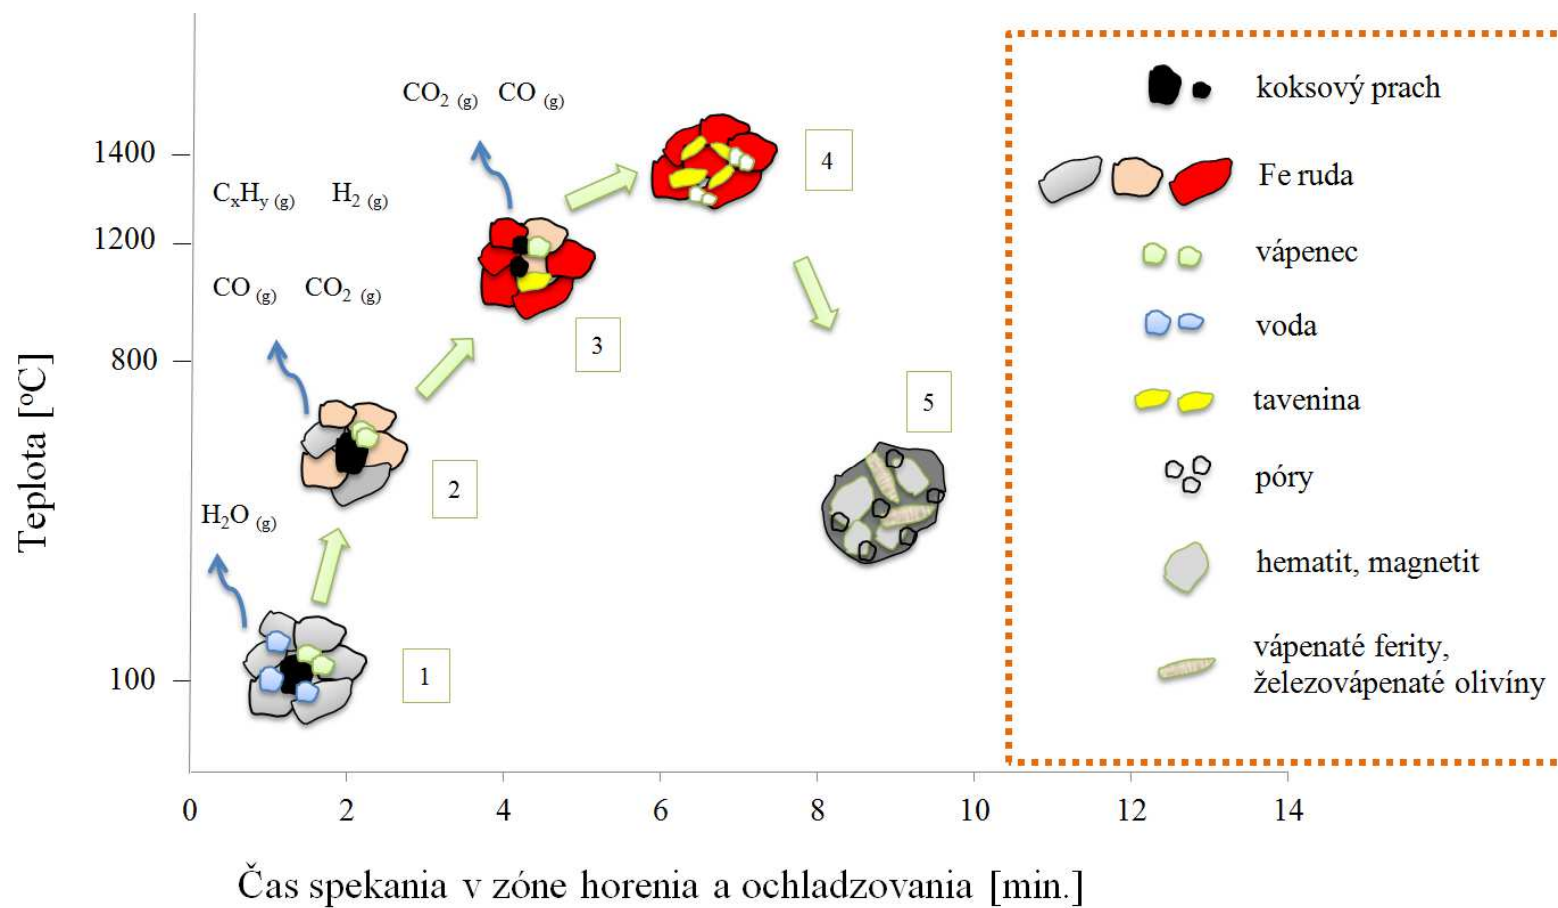 CO₂ (g) CO (g)
4
1400
CₓHᵧ (g) H₂ (g)
1200
CO (g) CO₂ (g)
3
800
5
2
H₂O (g)
1
100
Teplota [°C]
0 2 4 6 8 10 12 14
Čas spekania v zóne horenia a ochladzovania [min.]
koksový prach
Fe ruda
vápenec
voda
tavenina
póry
hematit, magnetit
vápenaté ferity,
železovápenaté olivíny